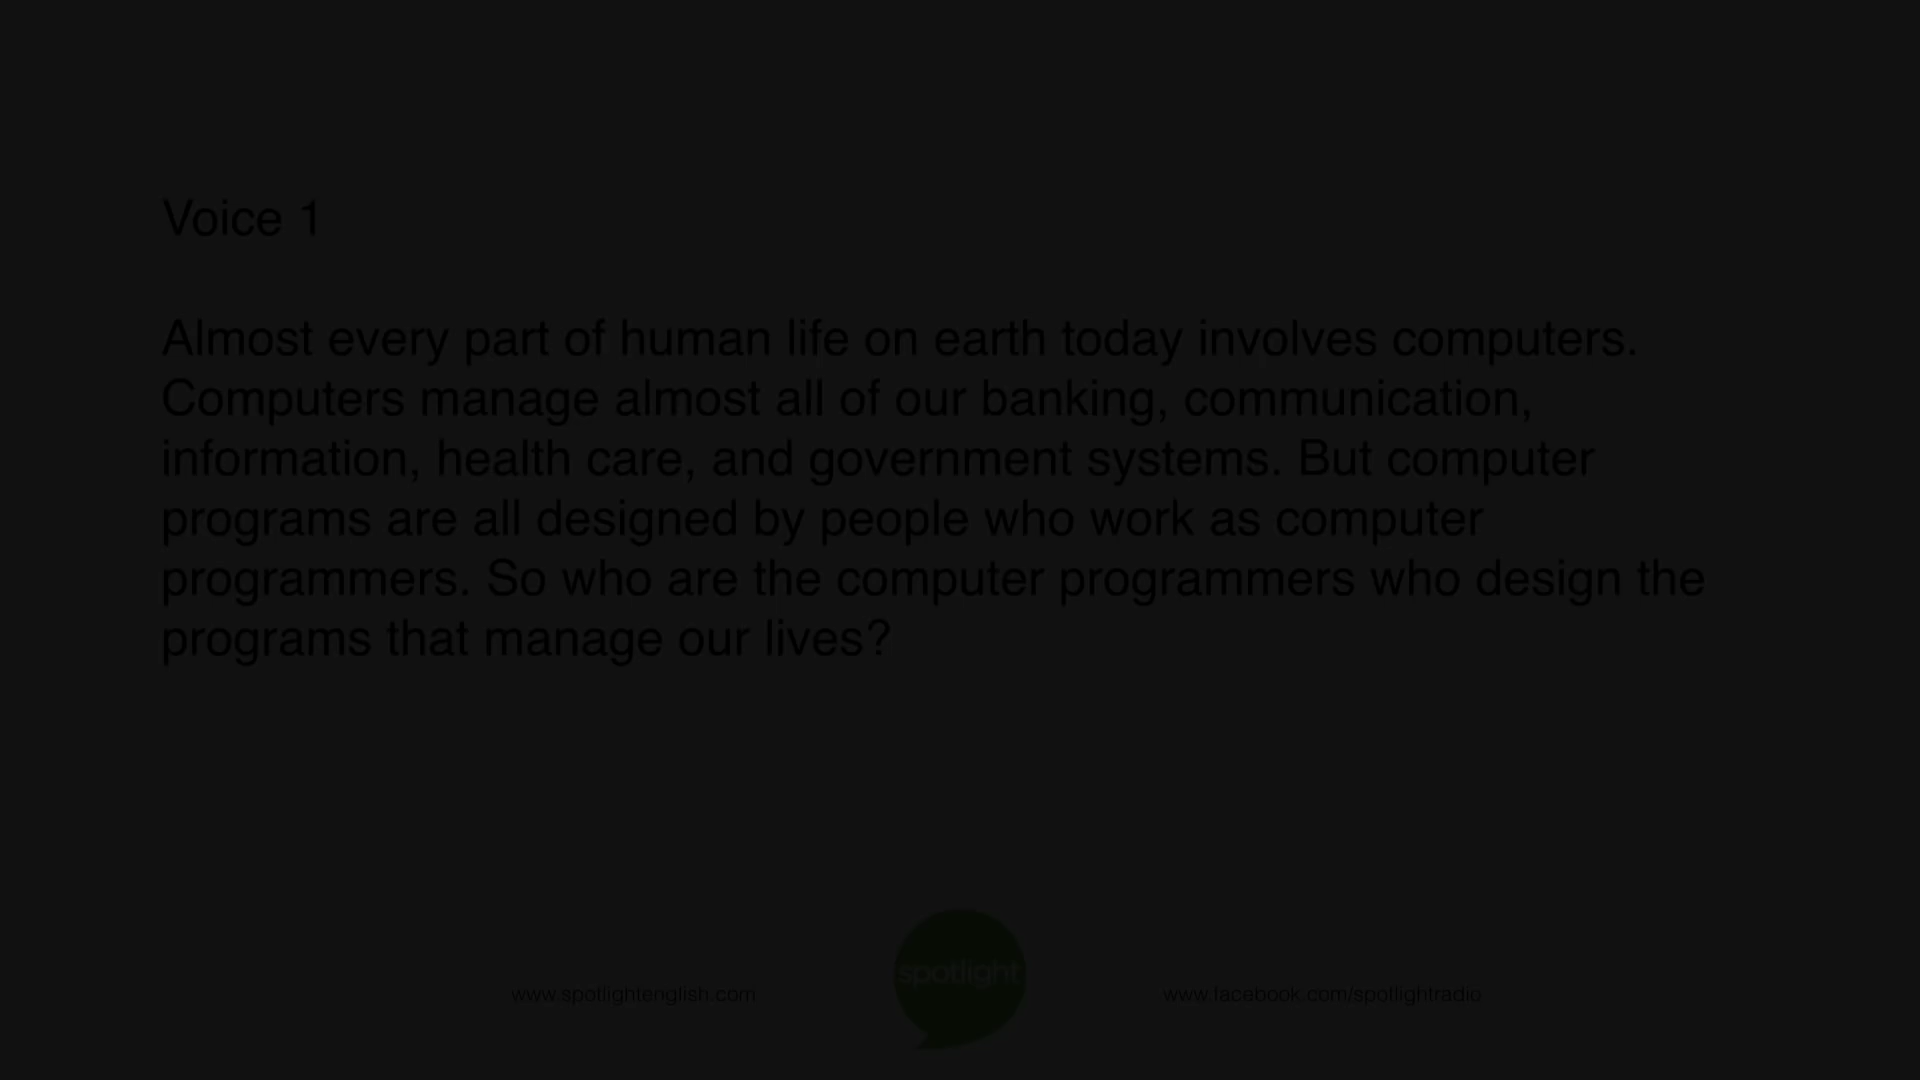 Voice 1
Almost every part of human life on earth today involves computers.
Computers manage almost all of our banking, communication,
information, health care, and government systems. But computer
programs are all designed by people who work as computer
programmers. So who are the computer programmers who design the
programs that manage our lives?
spotlight
www.spotlightenglish.com
www.facebook.com/spotlightradio